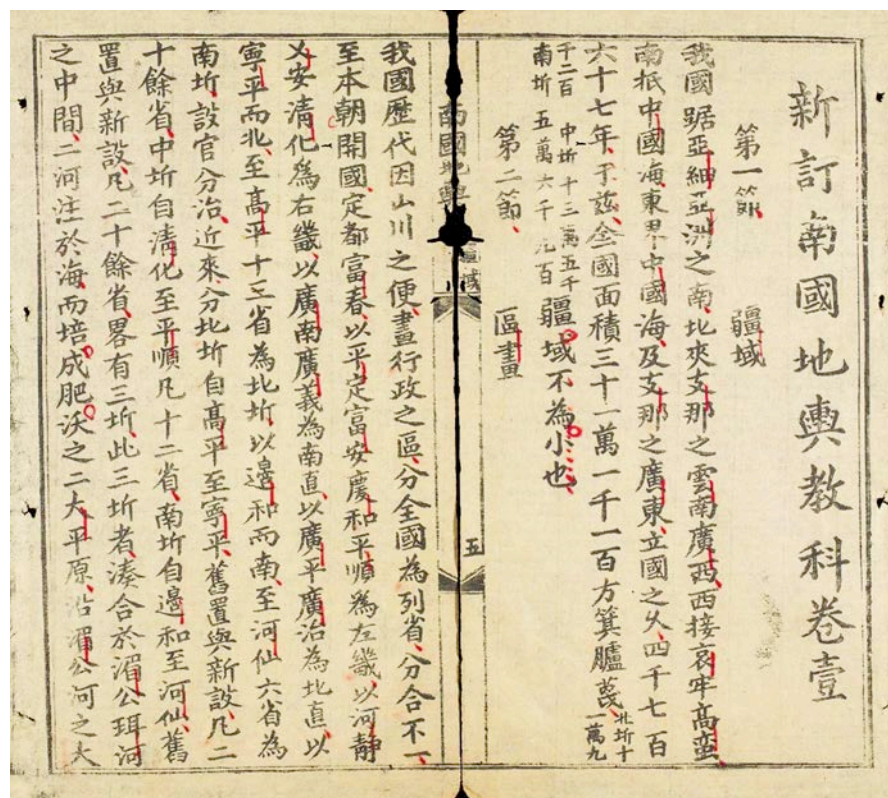 新訂南國地輿教科卷壹
第一節 疆域
我國踞亞細亞洲之南北夾支那之雲南廣西西接哀牢高蠻
南抵中國海東界中國海及支那之廣東立國之久四千七百
六十七年于茲全國面積三十一萬一千一百方箕臚蓑北圻十一萬九
千二百 中圻十三萬五千
南圻 五萬六千九百 疆域不為小也
第二節 區畫
南國地輿 疆域 五
我國歷代因山川之便畫行政之區分全國為列省分合不一
至本朝開國定都富春以平定富安慶和平順為左畿以河靜
乂安清化為右畿以廣南廣義為南直以廣平廣治為北直以
寧平而北至高平十五省為北圻以邊和而南至河仙六省為
南圻設官分治近來分北圻自高平至寧平舊置與新設凡二
十餘省中圻自清化至平順凡十二省南圻自邊和至河仙舊
置與新設凡二十餘省畧有三圻此三圻者湊合於湄公珥河
之中間二河注於海而培成肥沃之二大平原沿湄公河之大